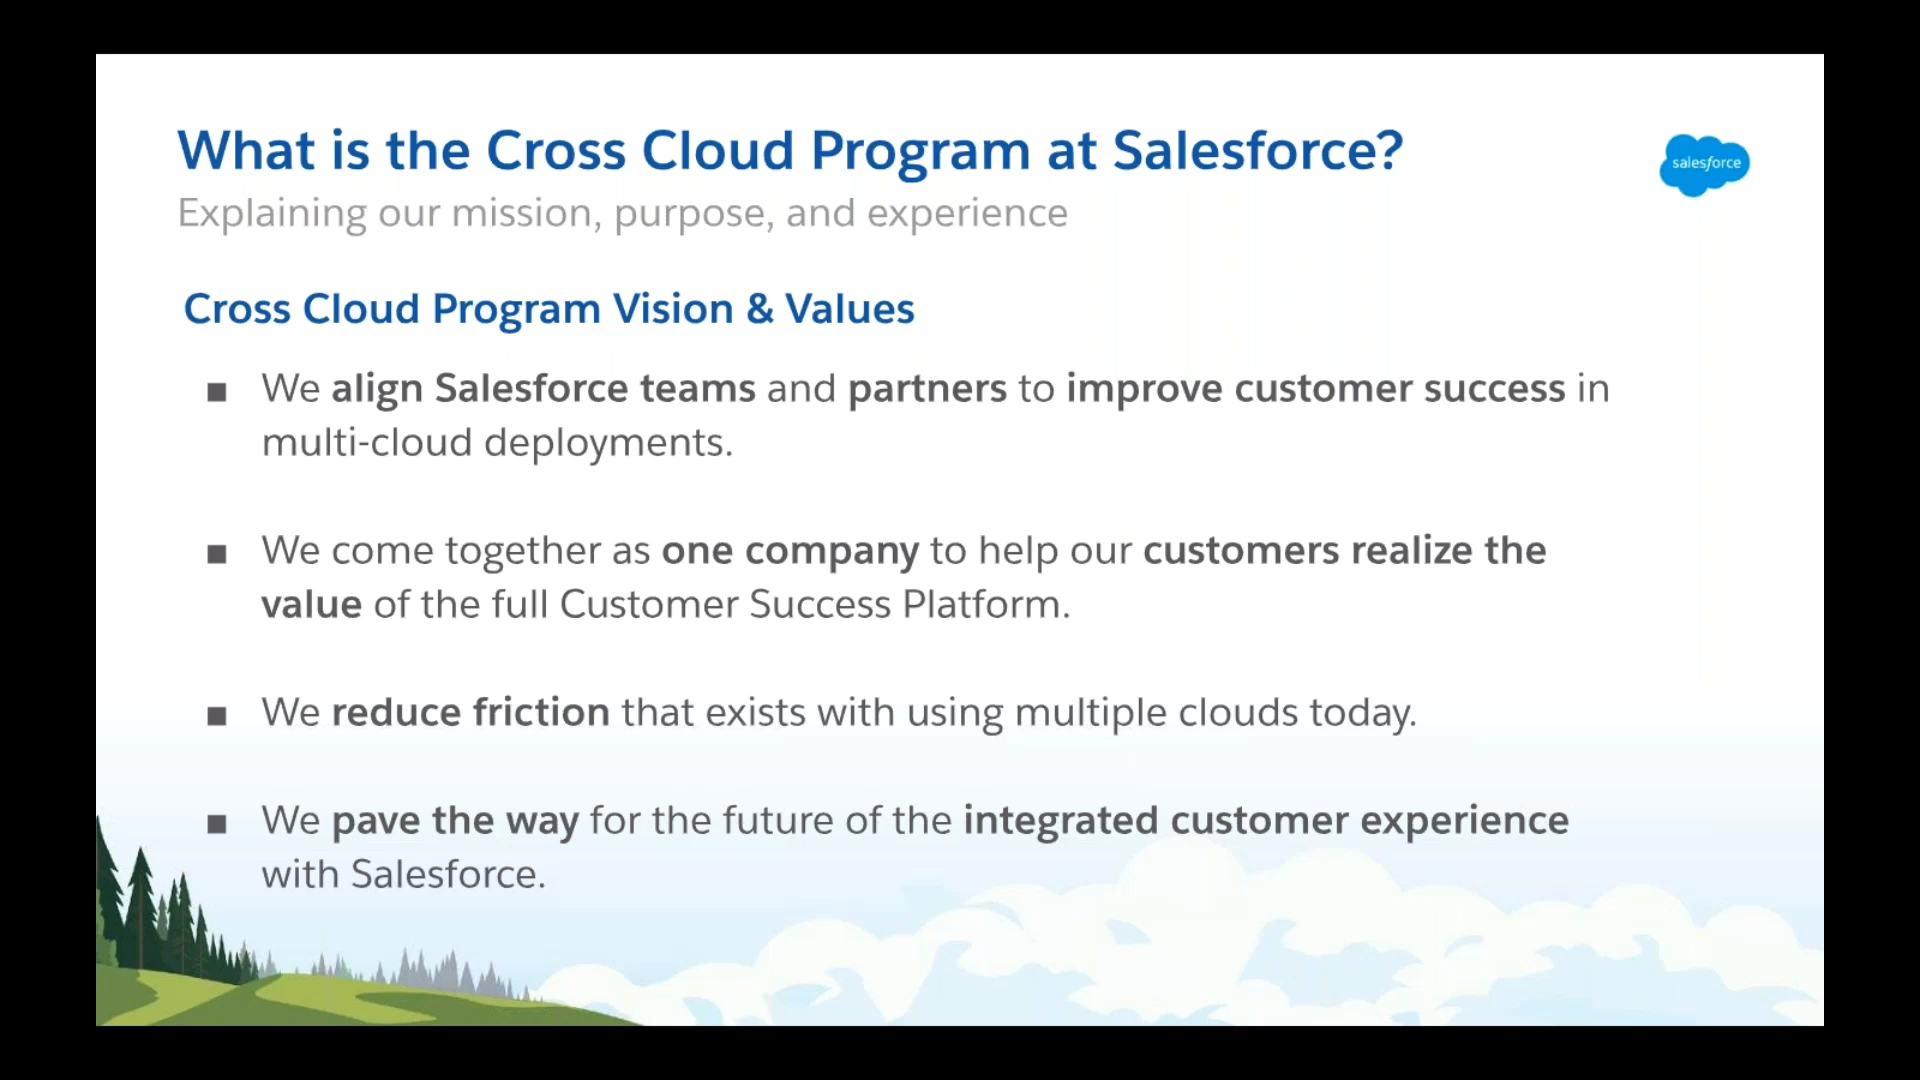 What is the Cross Cloud Program at Salesforce?
salesforce
Explaining our mission, purpose, and experience
Cross Cloud Program Vision & Values
■ We align Salesforce teams and partners to improve customer success in
multi-cloud deployments.
■ We come together as one company to help our customers realize the
value of the full Customer Success Platform.
■ We reduce friction that exists with using multiple clouds today.
■ We pave the way for the future of the integrated customer experience
with Salesforce.